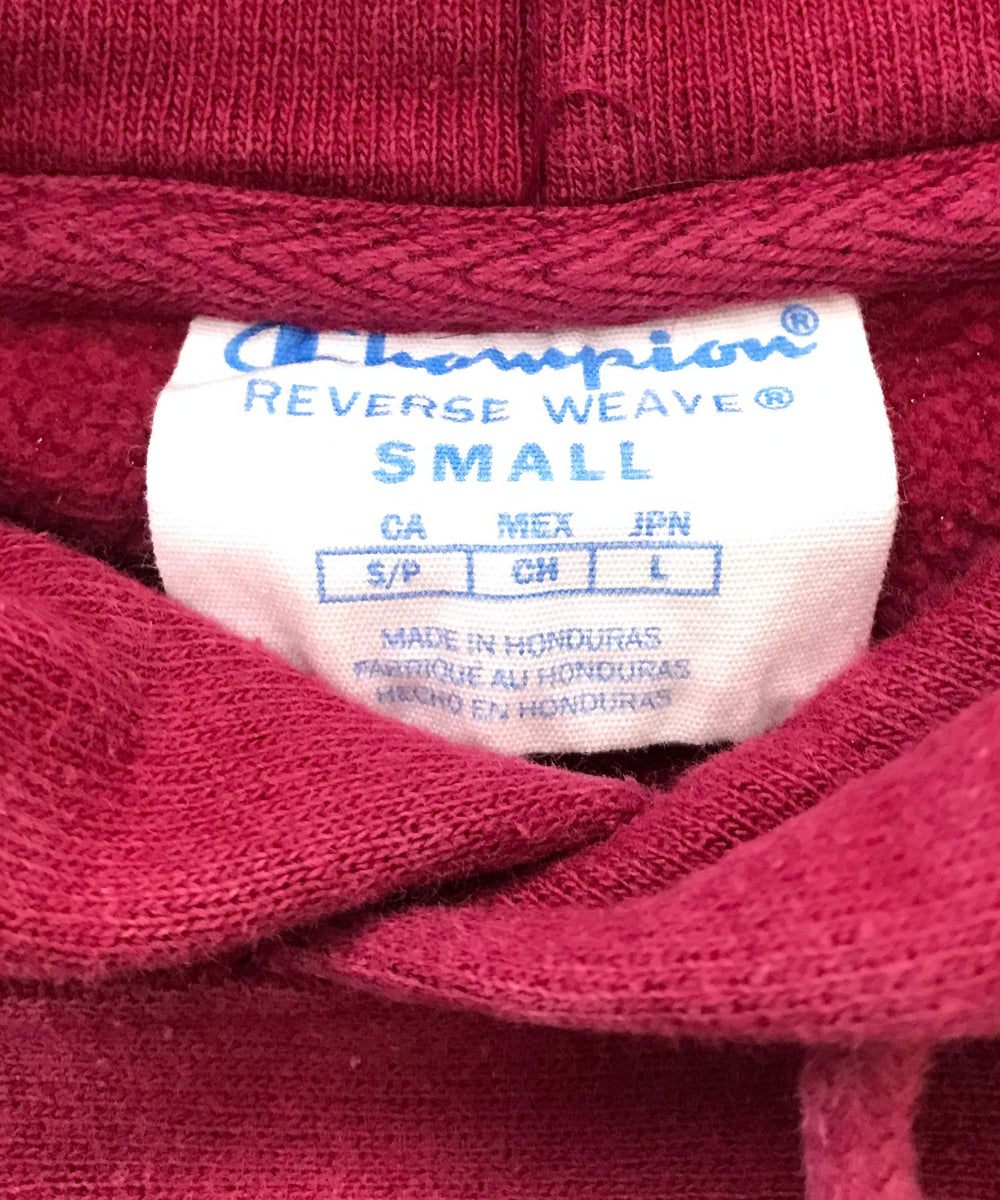 Champion®
REVERSE WEAVE®
SMALL
CA MEX JPN
S/P CH L
MADE IN HONDURAS
FABRIQUE AU HONDURAS
HECHO EN HONDURAS